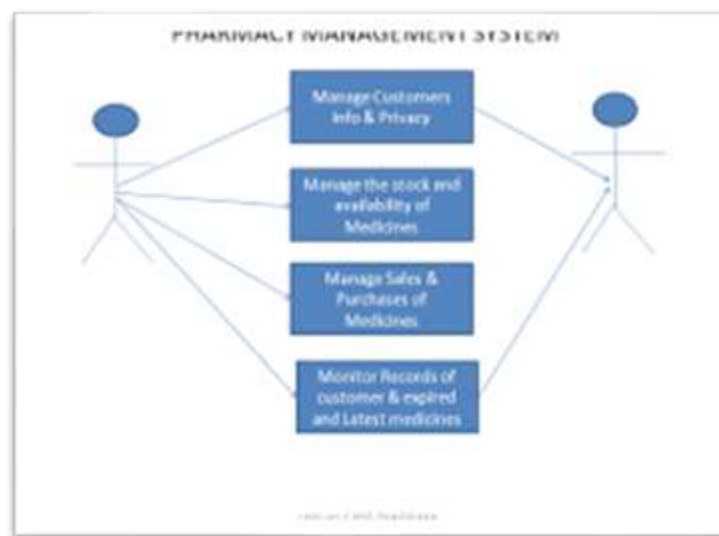 PHARMACY MANAGEMENT SYSTEM
Manage Customers
Info & Privacy
Manage the stock and
availability of
Medicines
Manage Sales &
Purchases of
Medicines
Monitor Records of
customer & expired
and Latest medicines